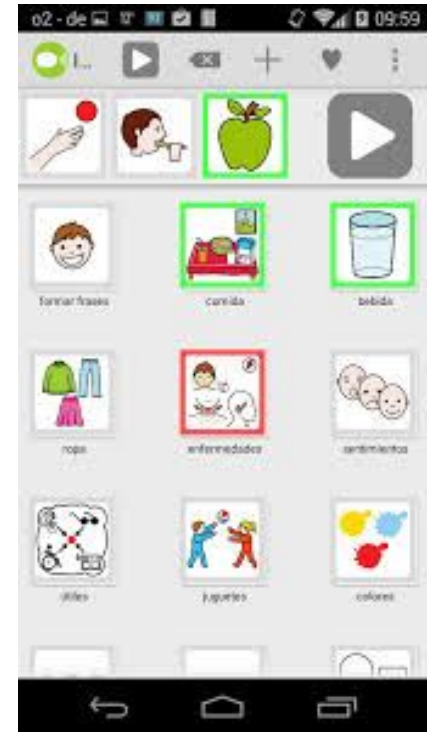 o2 - de 09:59
I...
formar frases comida bebida
ropa enfermedades sentimientos
útiles juguetes colores